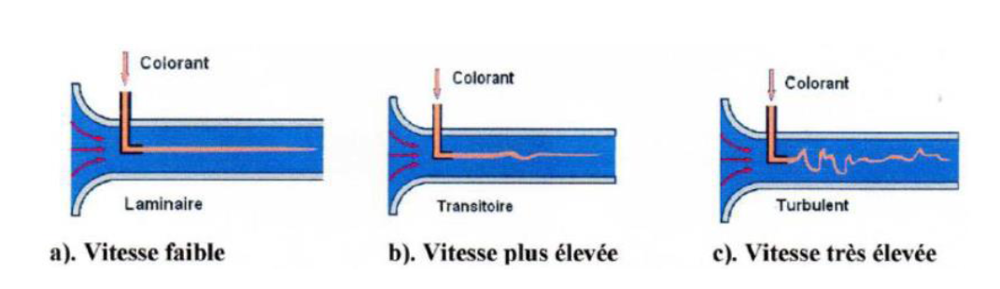 Colorant
Laminaire
a). Vitesse faible
Colorant
Transitoire
b). Vitesse plus élevée
Colorant
Turbulent
c). Vitesse très élevée